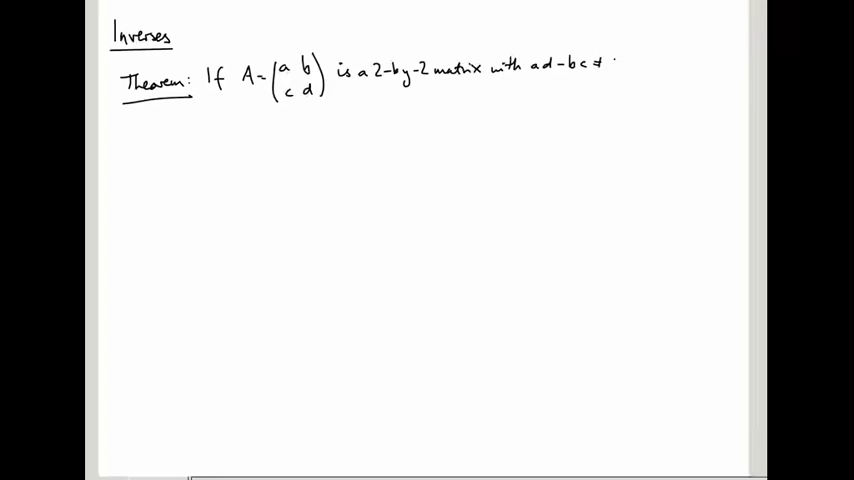 Inverses
Theorem: If A = (a b is a 2-by-2 matrix with ad - bc ≠
c d)